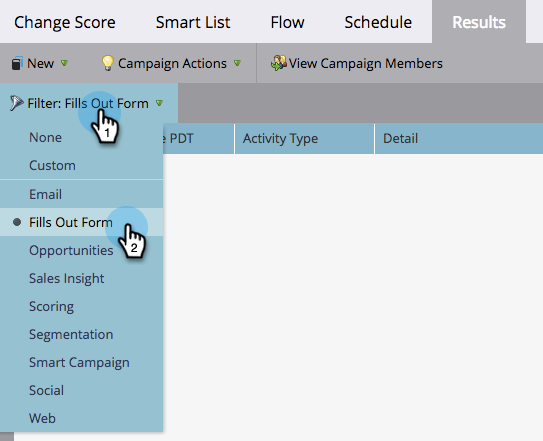 Change Score Smart List Flow Schedule Results
New Campaign Actions View Campaign Members
Filter: Fills Out Form
1
e PDT Activity Type Detail
None
Custom
Email
Fills Out Form
2
Opportunities
Sales Insight
Scoring
Segmentation
Smart Campaign
Social
Web